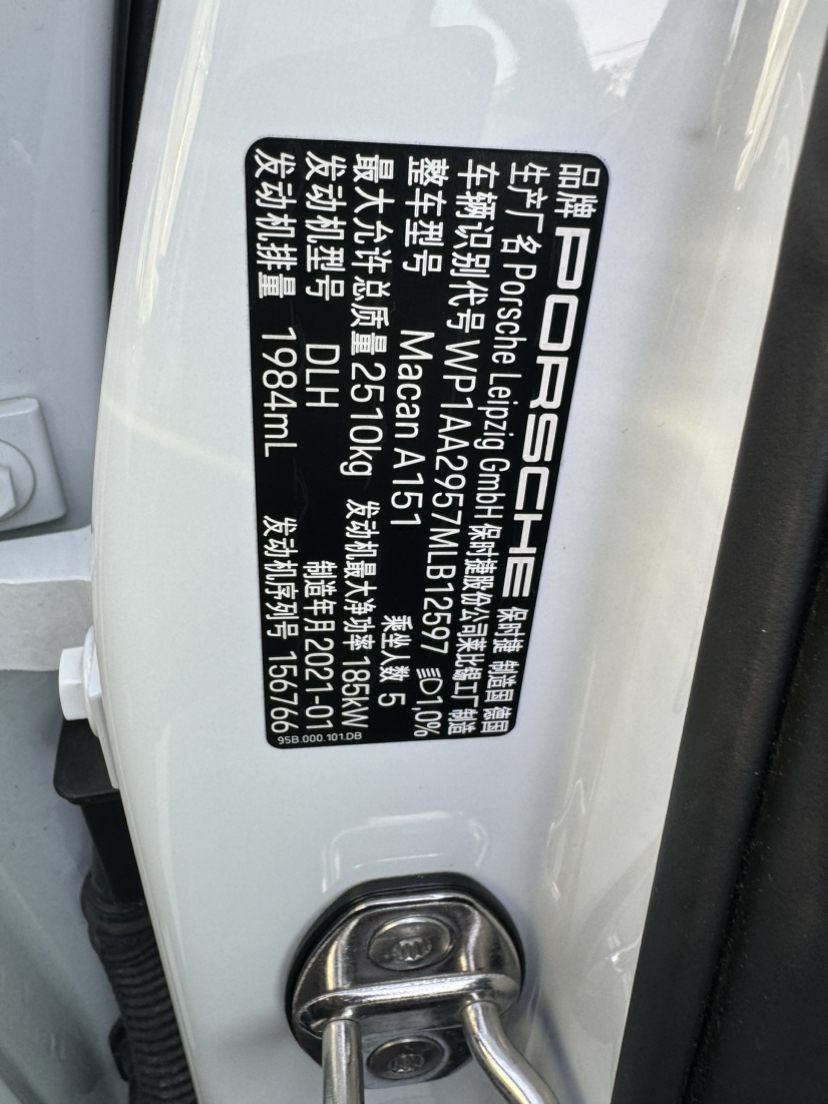 品牌 PORSCHE 保时捷 制造国 德国
生产厂名 Porsche Leipzig GmbH 保时捷股份公司莱比锡工厂 制造
车辆识别代号 WP1AA2957MLB12597 1,0%
整车型号 Macan A151 乘坐人数 5
最大允许总质量 2510kg 发动机最大净功率 185kW
发动机型号 DLH 制造年月 2021-01
发动机排量 1984mL 发动机序列号 156766
95B.000.101.DB